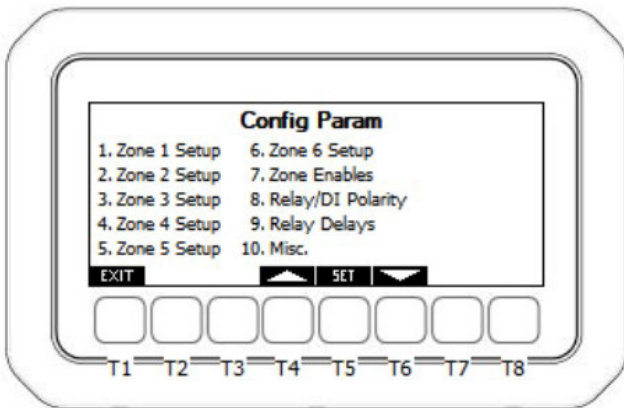 Config Param
1. Zone 1 Setup
2. Zone 2 Setup
3. Zone 3 Setup
4. Zone 4 Setup
5. Zone 5 Setup
6. Zone 6 Setup
7. Zone Enables
8. Relay/DI Polarity
9. Relay Delays
10. Misc.
EXIT SET
T1 T2 T3 T4 T5 T6 T7 T8